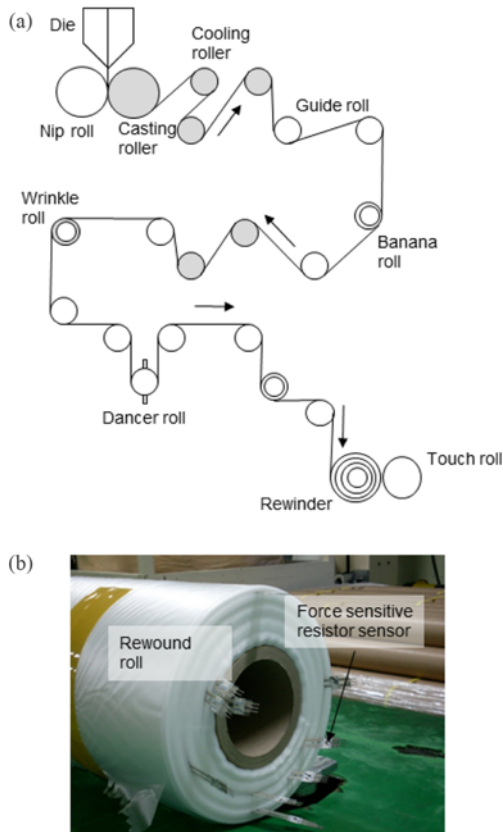 (a)
Die
Cooling
roller
Nip roll
Casting
roller
Guide roll
Wrinkle
roll
Banana
roll
Dancer roll
Touch roll
Rewinder
(b)
Rewound
roll
Force sensitive
resistor sensor